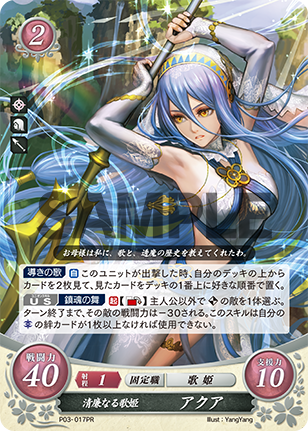 2
SAMPLE
お母様は私に、歌と、透魔の歴史を教えてくれたわ。
導きの歌 自 このユニットが出撃した時、自分のデッキの上から
カードを2枚見て、見たカードをデッキの1番上に好きな順番で置く。
US 鎮魂の舞 起 主人公以外で の敵を1体選ぶ。
ターン終了まで、その敵の戦闘力は－30される。このスキルは自分の
の絆カードが1枚以上なければ使用できない。
戦闘力
40
射程 1
固定職
歌姫
支援力
10
清廉なる歌姫 アクア
P03-017PR
Illust : YangYang